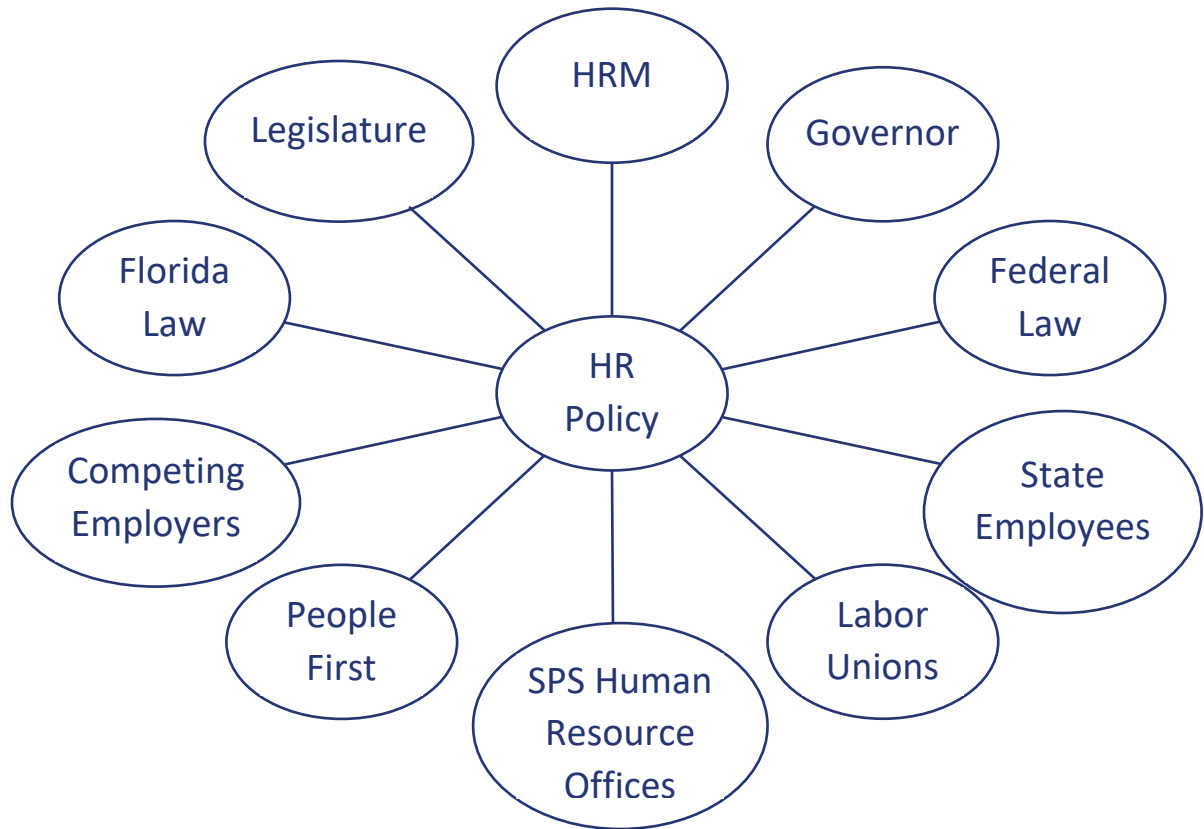 HRM
Legislature
Governor
Florida
Law
Federal
Law
HR
Policy
Competing
Employers
State
Employees
People
First
Labor
Unions
SPS Human
Resource
Offices